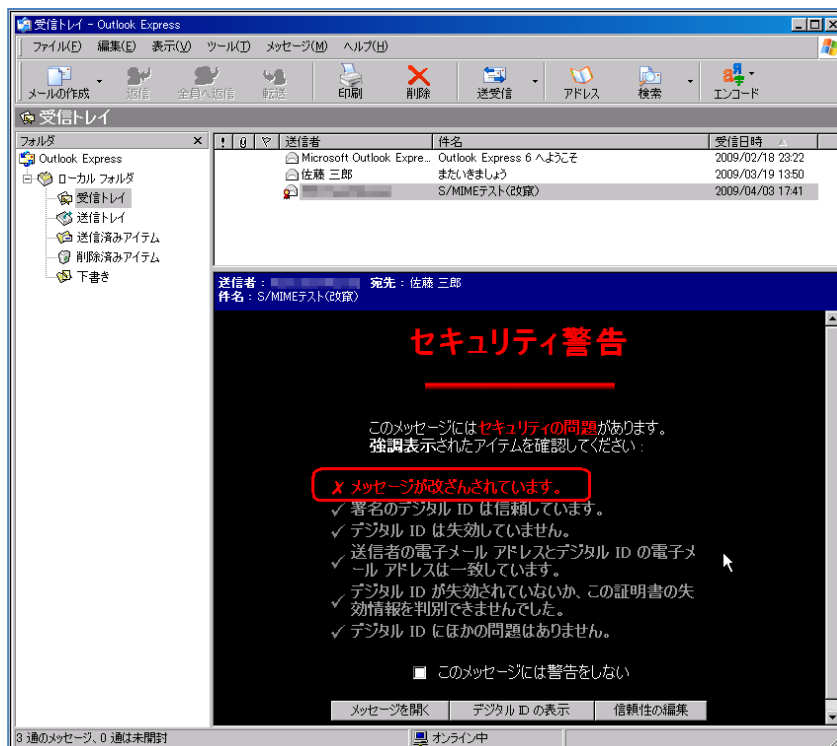 受信トレイ - Outlook Express
ファイル(F) 編集(E) 表示(V) ツール(T) メッセージ(M) ヘルプ(H)
メールの作成 返信 全員へ返信 転送 印刷 削除 送受信 アドレス 検索 エンコード
受信トレイ
フォルダ
Outlook Express
ローカル フォルダ
受信トレイ
送信トレイ
送信済みアイテム
削除済みアイテム
下書き
送信者 件名 受信日時
Microsoft Outlook Expre... Outlook Express 6 へようこそ 2009/02/18 23:22
佐藤 三郎 またいきましょう 2009/03/19 13:50
S/MIMEテスト(改竄) 2009/04/03 17:41
送信者: 宛先: 佐藤 三郎
件名: S/MIMEテスト(改竄)
セキュリティ警告
このメッセージにはセキュリティの問題があります。
強調表示されたアイテムを確認してください:
✗ メッセージが改ざんされています。
✓ 署名のデジタル ID は信頼しています。
✓ デジタル ID は失効していません。
✓ 送信者の電子メール アドレスとデジタル ID の電子メ
ール アドレスは一致しています。
✓ デジタル ID が失効されていないか、この証明書の失
効情報を判別できませんでした。
✓ デジタル ID にほかの問題はありません。
このメッセージには警告をしない
メッセージを開く デジタル ID の表示 信頼性の編集
3 通のメッセージ、0 通は未開封 オンライン中